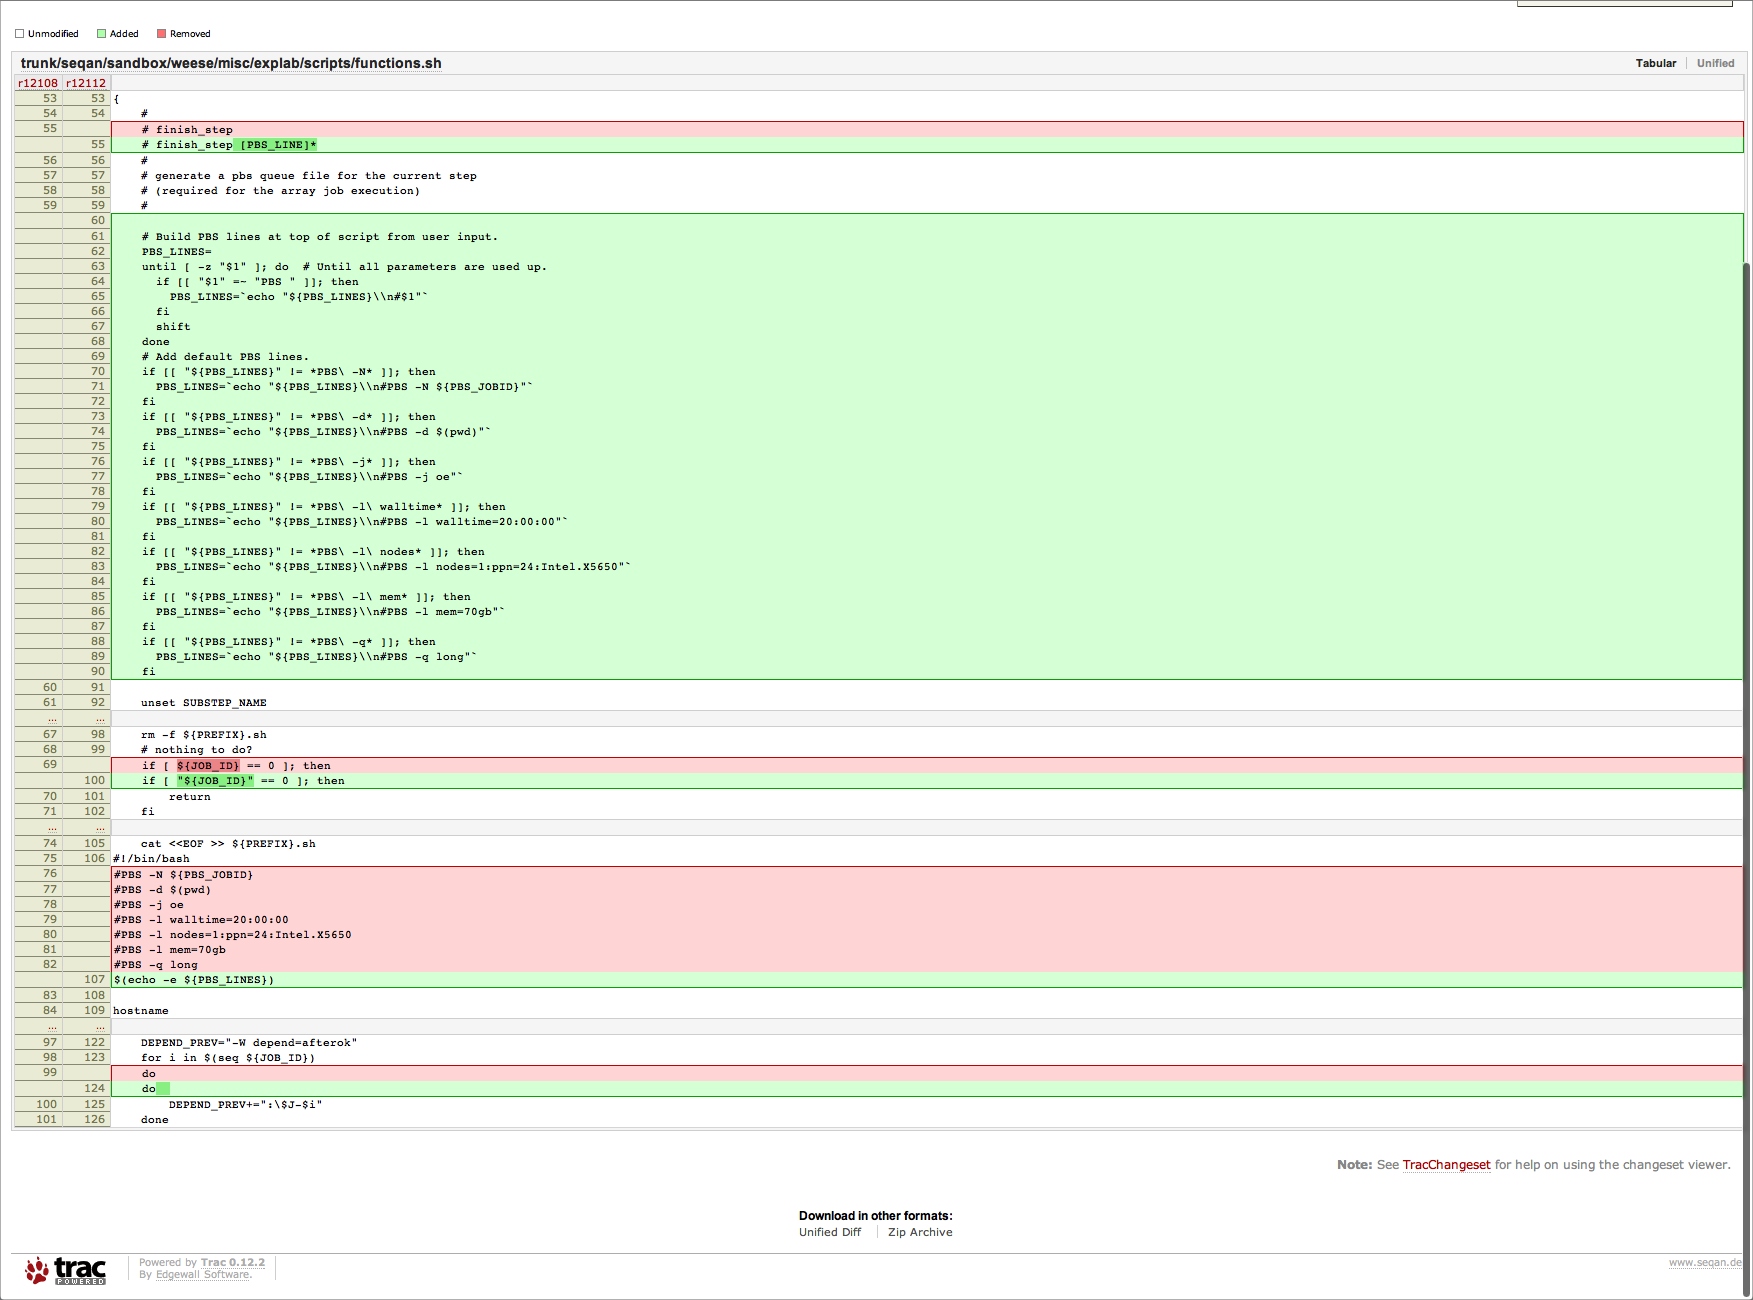 Unmodified Added Removed
trunk/seqan/sandbox/weese/misc/explab/scripts/functions.sh Tabular Unified
r12108 r12112
53 53 {
54 54 #
55 # finish_step
55 # finish_step [PBS_LINE]*
56 56 #
57 57 # generate a pbs queue file for the current step
58 58 # (required for the array job execution)
59 59 #
60
61 # Build PBS lines at top of script from user input.
62 PBS_LINES=
63 until [ -z "$1" ]; do # Until all parameters are used up.
64 if [[ "$1" =~ "PBS " ]]; then
65 PBS_LINES=`echo "${PBS_LINES}\\n#$1"`
66 fi
67 shift
68 done
69 # Add default PBS lines.
70 if [[ "${PBS_LINES}" != *PBS\ -N* ]]; then
71 PBS_LINES=`echo "${PBS_LINES}\\n#PBS -N ${PBS_JOBID}"`
72 fi
73 if [[ "${PBS_LINES}" != *PBS\ -d* ]]; then
74 PBS_LINES=`echo "${PBS_LINES}\\n#PBS -d $(pwd)"`
75 fi
76 if [[ "${PBS_LINES}" != *PBS\ -j* ]]; then
77 PBS_LINES=`echo "${PBS_LINES}\\n#PBS -j oe"`
78 fi
79 if [[ "${PBS_LINES}" != *PBS\ -l\ walltime* ]]; then
80 PBS_LINES=`echo "${PBS_LINES}\\n#PBS -l walltime=20:00:00"`
81 fi
82 if [[ "${PBS_LINES}" != *PBS\ -l\ nodes* ]]; then
83 PBS_LINES=`echo "${PBS_LINES}\\n#PBS -l nodes=1:ppn=24:Intel.X5650"`
84 fi
85 if [[ "${PBS_LINES}" != *PBS\ -l\ mem* ]]; then
86 PBS_LINES=`echo "${PBS_LINES}\\n#PBS -l mem=70gb"`
87 fi
88 if [[ "${PBS_LINES}" != *PBS\ -q* ]]; then
89 PBS_LINES=`echo "${PBS_LINES}\\n#PBS -q long"`
90 fi
60 91
61 92 unset SUBSTEP_NAME
... ...
67 98 rm -f ${PREFIX}.sh
68 99 # nothing to do?
69 if [ ${JOB_ID} == 0 ]; then
100 if [ "${JOB_ID}" == 0 ]; then
70 101 return
71 102 fi
... ...
74 105 cat <<EOF >> ${PREFIX}.sh
75 106 #!/bin/bash
76 #PBS -N ${PBS_JOBID}
77 #PBS -d $(pwd)
78 #PBS -j oe
79 #PBS -l walltime=20:00:00
80 #PBS -l nodes=1:ppn=24:Intel.X5650
81 #PBS -l mem=70gb
82 #PBS -q long
107 $(echo -e ${PBS_LINES})
83 108
84 109 hostname
... ...
97 122 DEPEND_PREV="-W depend=afterok"
98 123 for i in $(seq ${JOB_ID})
99 do
124 do
100 125 DEPEND_PREV+=":\$J-$i"
101 126 done
Note: See TracChangeset for help on using the changeset viewer.
Download in other formats:
Unified Diff Zip Archive
trac POWERED
Powered by Trac 0.12.2
By Edgewall Software.
www.seqan.de